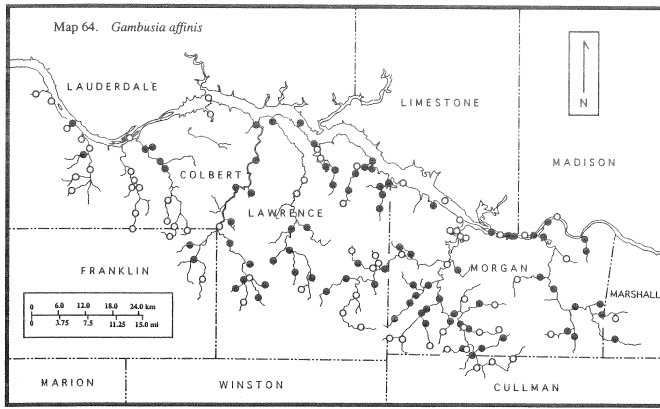 Map 64. Gambusia affinis
LAUDERDALE
LIMESTONE
N
MADISON
COLBERT
LAWRENCE
FRANKLIN
MORGAN
MARSHALL
0 6.0 12.0 18.0 24.0 km
0 3.75 7.5 11.25 15.0 mi
MARION
WINSTON
CULLMAN